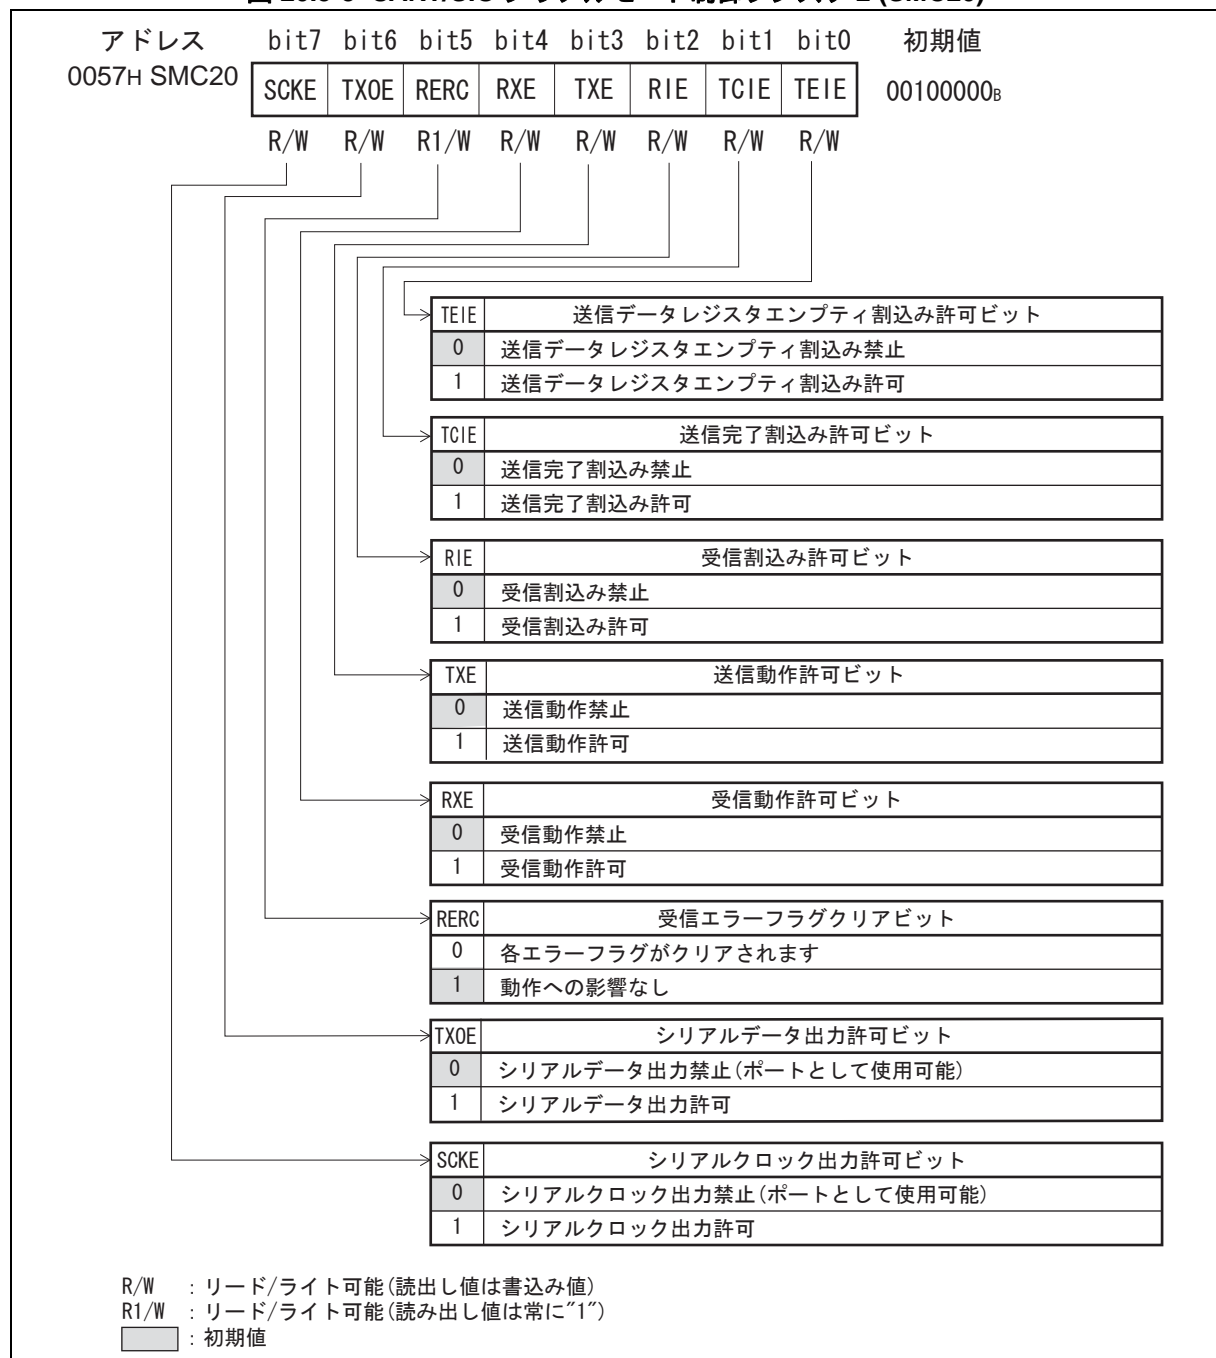 アドレス bit7 bit6 bit5 bit4 bit3 bit2 bit1 bit0 初期値
0057H SMC20 SCKE TXOE RERC RXE TXE RIE TCIE TEIE 00100000B
R/W R/W R1/W R/W R/W R/W R/W R/W
TEIE 送信データレジスタエンプティ割込み許可ビット
0 送信データレジスタエンプティ割込み禁止
1 送信データレジスタエンプティ割込み許可
TCIE 送信完了割込み許可ビット
0 送信完了割込み禁止
1 送信完了割込み許可
RIE 受信割込み許可ビット
0 受信割込み禁止
1 受信割込み許可
TXE 送信動作許可ビット
0 送信動作禁止
1 送信動作許可
RXE 受信動作許可ビット
0 受信動作禁止
1 受信動作許可
RERC 受信エラーフラグクリアビット
0 各エラーフラグがクリアされます
1 動作への影響なし
TXOE シリアルデータ出力許可ビット
0 シリアルデータ出力禁止(ポートとして使用可能)
1 シリアルデータ出力許可
SCKE シリアルクロック出力許可ビット
0 シリアルクロック出力禁止(ポートとして使用可能)
1 シリアルクロック出力許可
R/W :リード/ライト可能(読出し値は書込み値)
R1/W :リード/ライト可能(読み出し値は常に"1")
:初期値